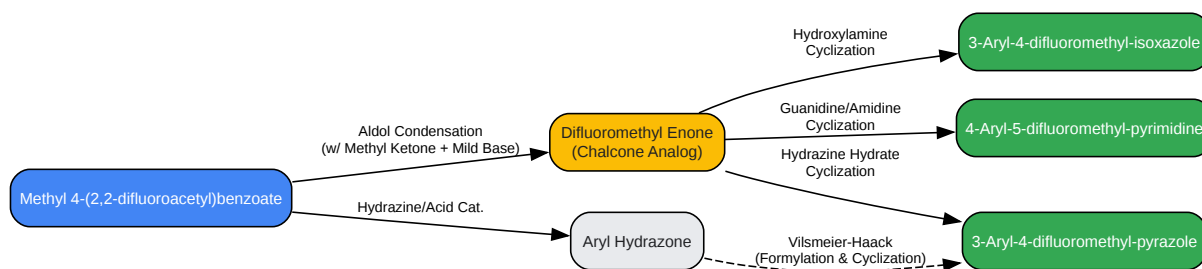 Methyl 4-(2,2-difluoroacetyl)benzoate
Aldol Condensation
(w/ Methyl Ketone + Mild Base)
Hydrazine/Acid Cat.
Difluoromethyl Enone
(Chalcone Analog)
Aryl Hydrazone
Hydroxylamine
Cyclization
Guanidine/Amidine
Cyclization
Hydrazine Hydrate
Cyclization
Vilsmeier-Haack
(Formylation & Cyclization)
3-Aryl-4-difluoromethyl-isoxazole
4-Aryl-5-difluoromethyl-pyrimidine
3-Aryl-4-difluoromethyl-pyrazole